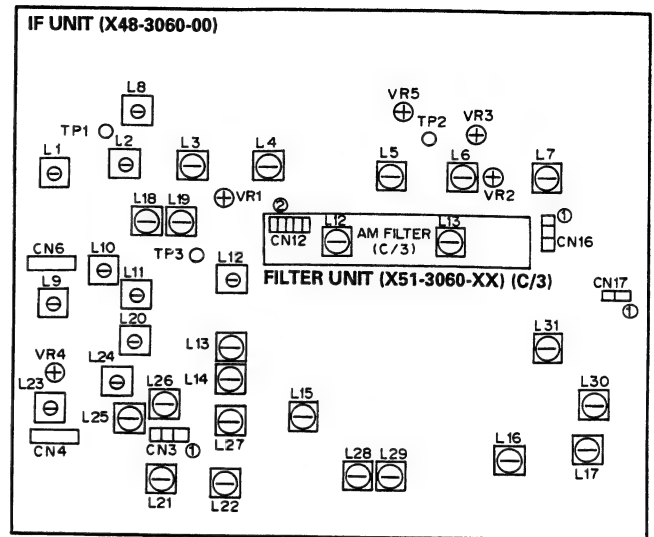 IF UNIT (X48-3060-00)
L8
VR5
TP1
TP2
VR3
L1
L2
L3
L4
L5
L6
L7
VR1
VR2
L18
L19
②
CN12
L12
AM FILTER
(C/3)
L13
①
CN16
CN6
L10
TP3
L12
FILTER UNIT (X51-3060-XX) (C/3)
L9
L11
CN17
①
L20
L13
L31
VR4
L24
L14
L23
L26
L25
L15
L30
CN4
CN3
①
L27
L16
L17
L28
L29
L21
L22